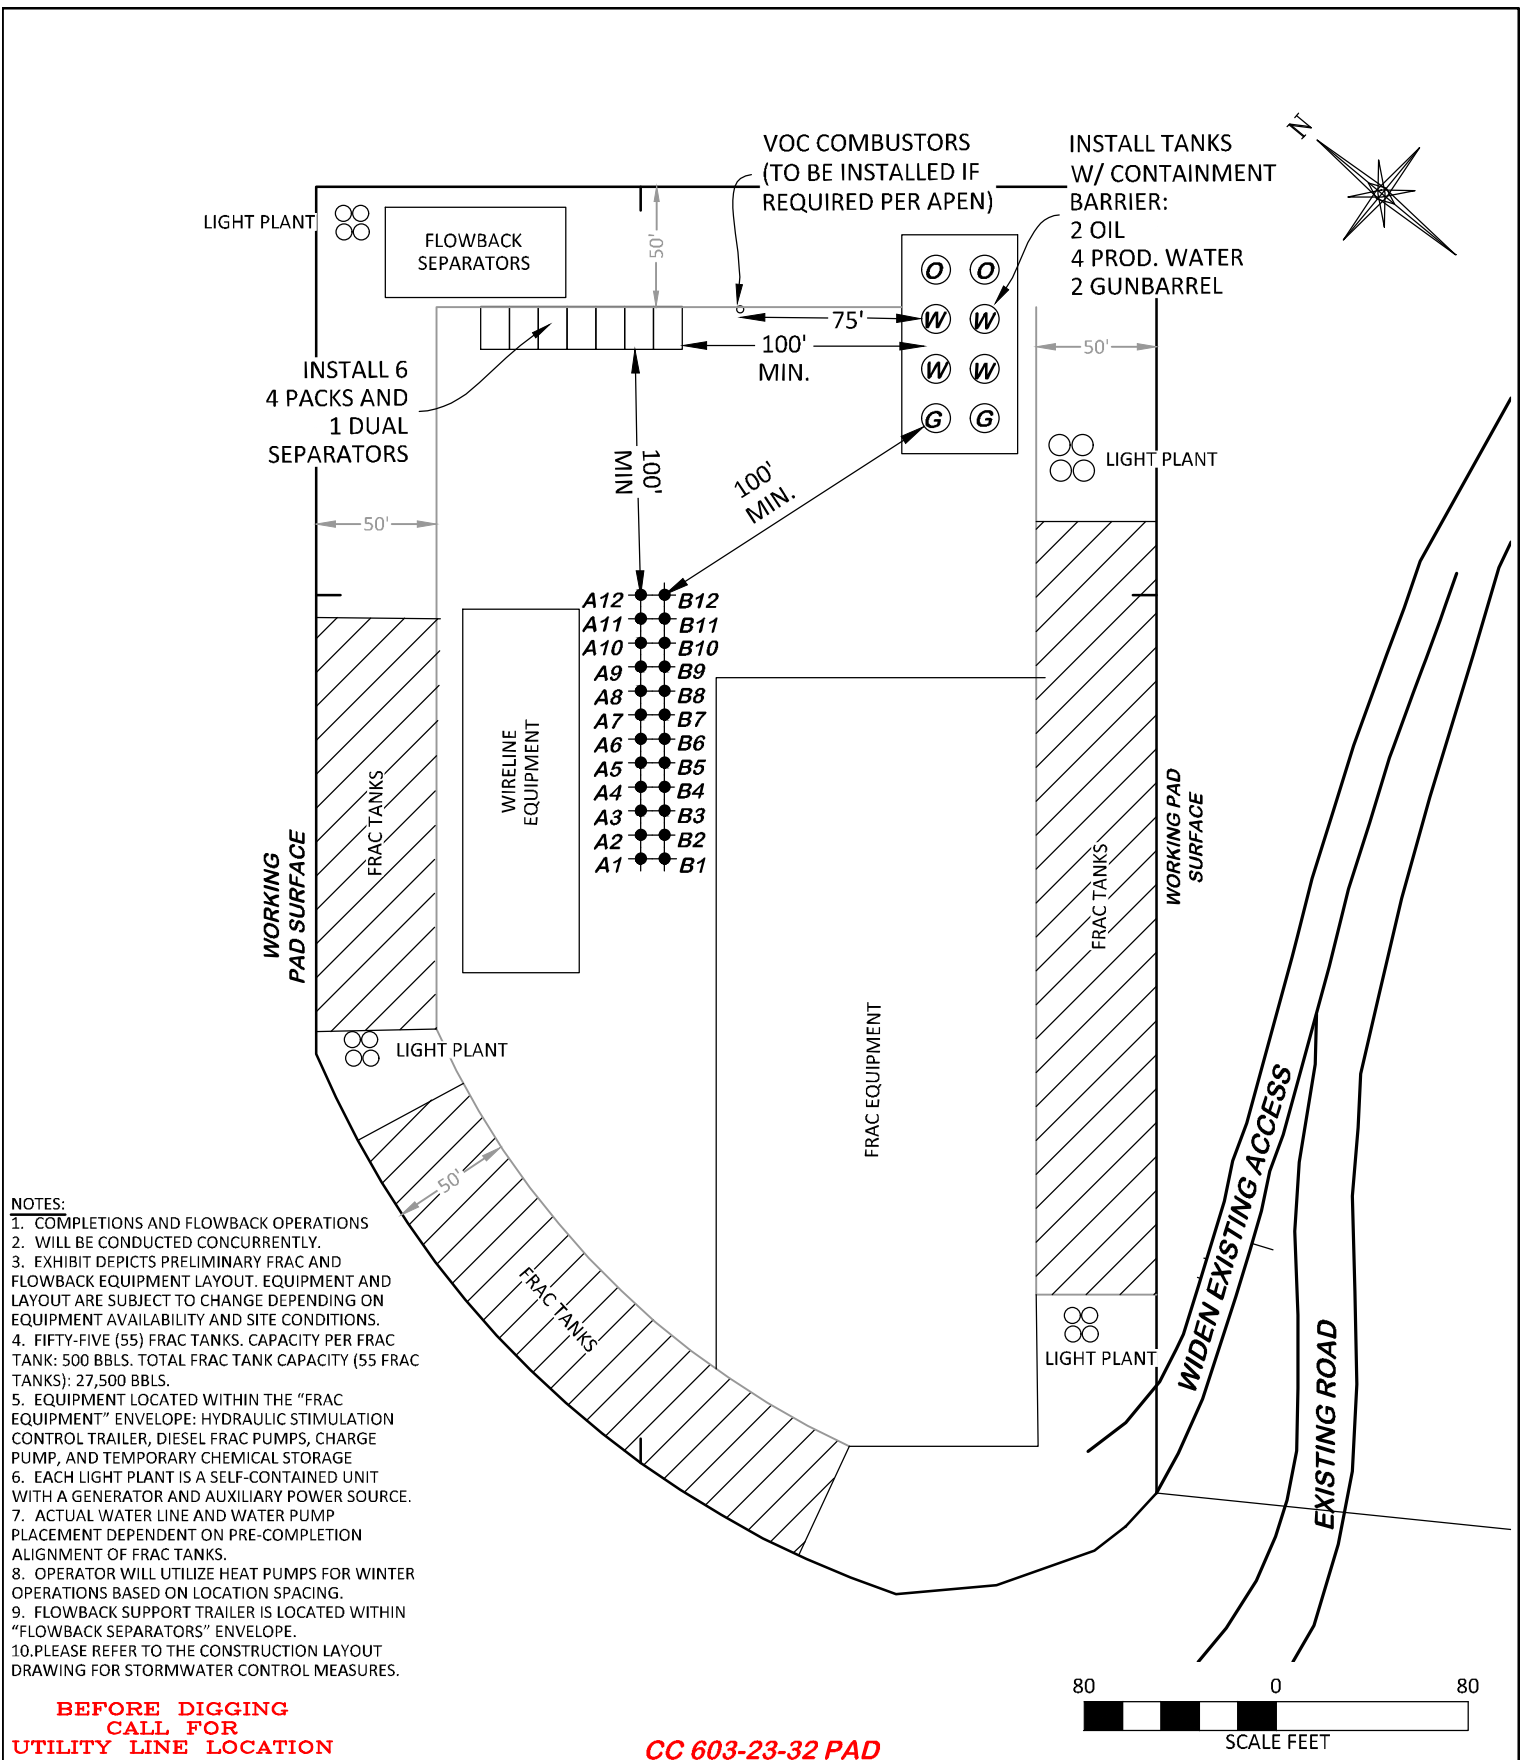 N
VOC COMBUSTORS
(TO BE INSTALLED IF
REQUIRED PER APEN)
INSTALL TANKS
W/ CONTAINMENT
BARRIER:
2 OIL
4 PROD. WATER
2 GUNBARREL
LIGHT PLANT
FLOWBACK
SEPARATORS
50'
O O
W W
W W
G G
75'
100'
MIN.
50'
INSTALL 6
4 PACKS AND
1 DUAL
SEPARATORS
100'
MIN
100'
MIN.
LIGHT PLANT
50'
A12 B12
A11 B11
A10 B10
A9 B9
A8 B8
A7 B7
A6 B6
A5 B5
A4 B4
A3 B3
A2 B2
A1 B1
WIRELINE
EQUIPMENT
FRAC TANKS
WORKING
PAD SURFACE
FRAC TANKS
WORKING PAD
SURFACE
FRAC EQUIPMENT
LIGHT PLANT
50'
FRAC TANKS
LIGHT PLANT
WIDEN EXISTING ACCESS
EXISTING ROAD
NOTES:
1. COMPLETIONS AND FLOWBACK OPERATIONS
2. WILL BE CONDUCTED CONCURRENTLY.
3. EXHIBIT DEPICTS PRELIMINARY FRAC AND
FLOWBACK EQUIPMENT LAYOUT. EQUIPMENT AND
LAYOUT ARE SUBJECT TO CHANGE DEPENDING ON
EQUIPMENT AVAILABILITY AND SITE CONDITIONS.
4. FIFTY-FIVE (55) FRAC TANKS. CAPACITY PER FRAC
TANK: 500 BBLS. TOTAL FRAC TANK CAPACITY (55 FRAC
TANKS): 27,500 BBLS.
5. EQUIPMENT LOCATED WITHIN THE "FRAC
EQUIPMENT" ENVELOPE: HYDRAULIC STIMULATION
CONTROL TRAILER, DIESEL FRAC PUMPS, CHARGE
PUMP, AND TEMPORARY CHEMICAL STORAGE
6. EACH LIGHT PLANT IS A SELF-CONTAINED UNIT
WITH A GENERATOR AND AUXILIARY POWER SOURCE.
7. ACTUAL WATER LINE AND WATER PUMP
PLACEMENT DEPENDENT ON PRE-COMPLETION
ALIGNMENT OF FRAC TANKS.
8. OPERATOR WILL UTILIZE HEAT PUMPS FOR WINTER
OPERATIONS BASED ON LOCATION SPACING.
9. FLOWBACK SUPPORT TRAILER IS LOCATED WITHIN
"FLOWBACK SEPARATORS" ENVELOPE.
10.PLEASE REFER TO THE CONSTRUCTION LAYOUT
DRAWING FOR STORMWATER CONTROL MEASURES.
BEFORE DIGGING
CALL FOR
UTILITY LINE LOCATION
CC 603-23-32 PAD
80 0 80
SCALE FEET